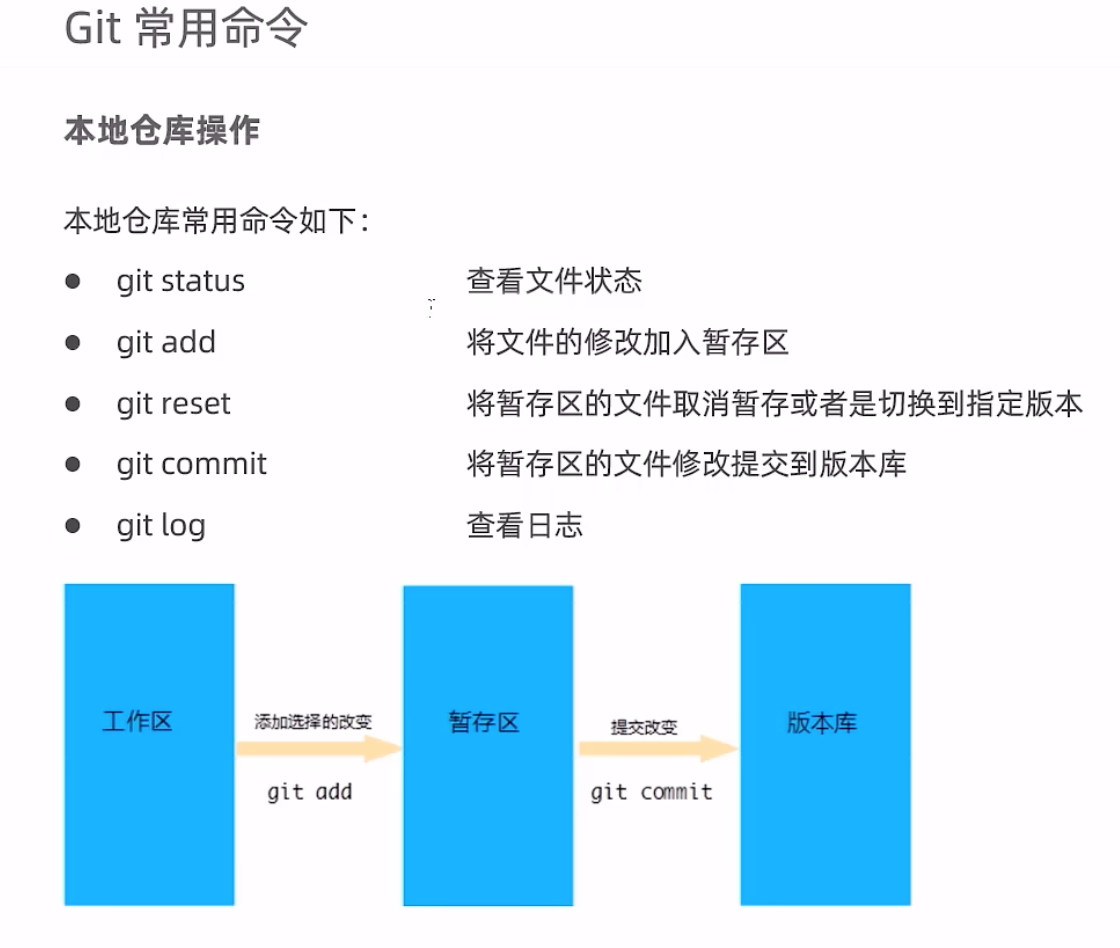 Git 常用命令
本地仓库操作
本地仓库常用命令如下：
● git status 查看文件状态
● git add 将文件的修改加入暂存区
● git reset 将暂存区的文件取消暂存或者是切换到指定版本
● git commit 将暂存区的文件修改提交到版本库
● git log 查看日志
工作区
添加选择的改变
git add
暂存区
提交改变
git commit
版本库